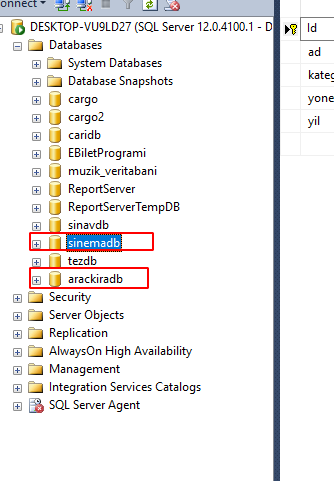 onnect
DESKTOP-VU9LD27 (SQL Server 12.0.4100.1 - D
Databases
System Databases
Database Snapshots
cargo
cargo2
caridb
EBiletProgrami
muzik_veritabani
ReportServer
ReportServerTempDB
sinavdb
sinemadb
tezdb
arackiradb
Security
Server Objects
Replication
AlwaysOn High Availability
Management
Integration Services Catalogs
SQL Server Agent
Id
ad
kateg
yone
yil